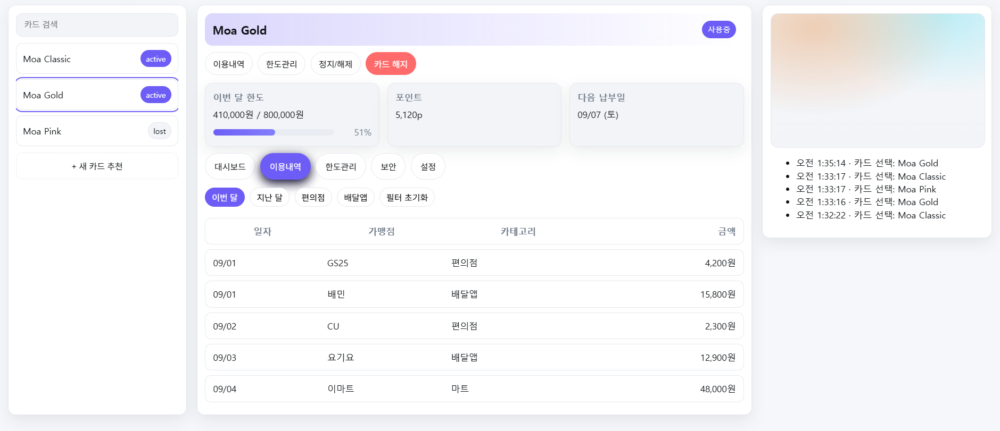 카드 검색
Moa Classic active
Moa Gold active
Moa Pink lost
+ 새 카드 추천
Moa Gold 사용중
이용내역 한도관리 정지/해제 카드 해지
이번 달 한도
410,000원 / 800,000원
51%
포인트
5,120p
다음 납부일
09/07 (토)
대시보드 이용내역 한도관리 보안 설정
이번 달 지난 달 편의점 배달앱 필터 초기화
일자 가맹점 카테고리 금액
09/01 GS25 편의점 4,200원
09/01 배민 배달앱 15,800원
09/02 CU 편의점 2,300원
09/03 요기요 배달앱 12,900원
09/04 이마트 마트 48,000원
• 오전 1:35:14 · 카드 선택: Moa Gold
• 오전 1:33:17 · 카드 선택: Moa Classic
• 오전 1:33:17 · 카드 선택: Moa Pink
• 오전 1:33:16 · 카드 선택: Moa Gold
• 오전 1:32:22 · 카드 선택: Moa Classic